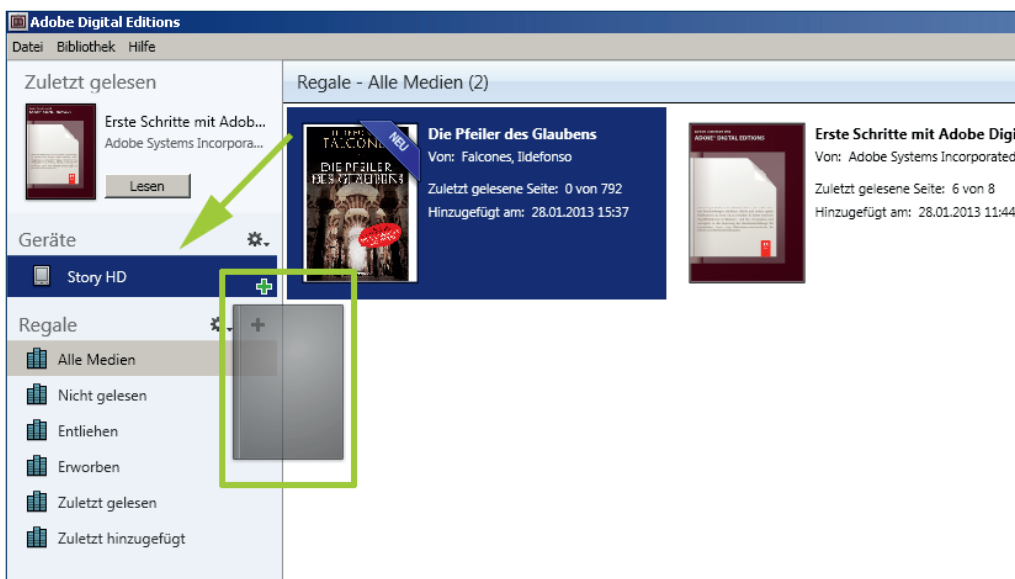 Adobe Digital Editions
Datei Bibliothek Hilfe
Zuletzt gelesen
Erste Schritte mit Adob...
Adobe Systems Incorpora...
Lesen
Geräte
Story HD
Regale
Alle Medien
Nicht gelesen
Entliehen
Erworben
Zuletzt gelesen
Zuletzt hinzugefügt
Regale - Alle Medien (2)
FALCONES
DIE PFEILER
DES GLAUBENS
NEU
Die Pfeiler des Glaubens
Von: Falcones, Ildefonso
Zuletzt gelesene Seite: 0 von 792
Hinzugefügt am: 28.01.2013 15:37
ADOBE® DIGITAL EDITIONS
Erste Schritte mit Adobe Digi
Von: Adobe Systems Incorporated
Zuletzt gelesene Seite: 6 von 8
Hinzugefügt am: 28.01.2013 11:44